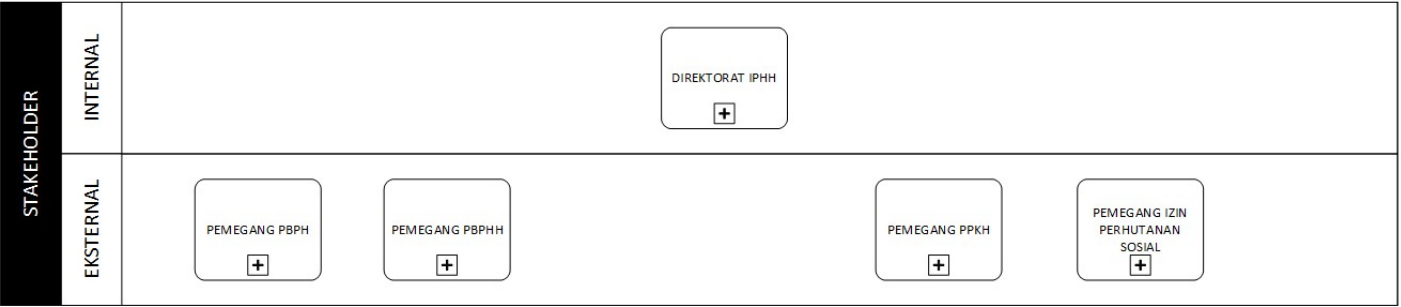 STAKEHOLDER
INTERNAL
DIREKTORAT IPHH
EKSTERNAL
PEMEGANG PBPH
PEMEGANG PBPHH
PEMEGANG PPKH
PEMEGANG IZIN
PERHUTANAN
SOSIAL